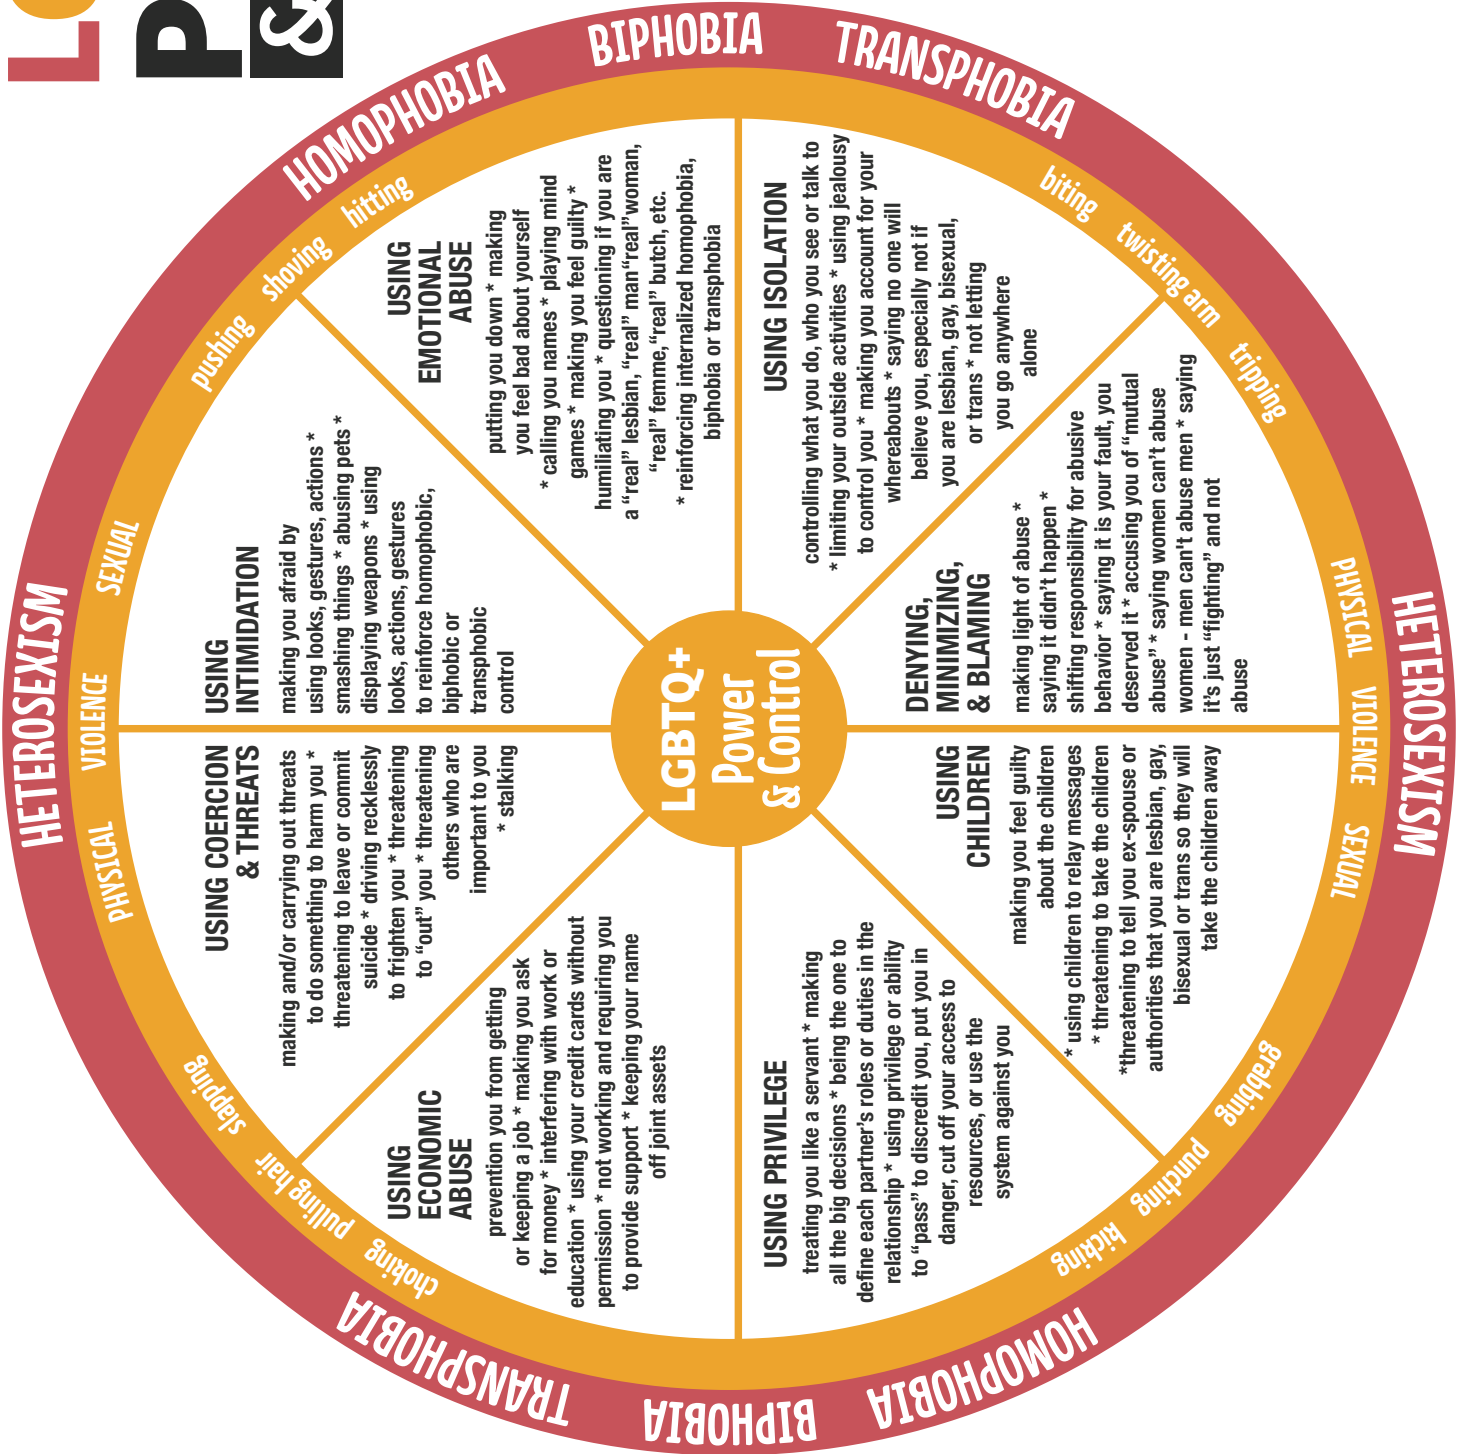 L
P
&
HETEROSEXISM
HOMOPHOBIA
BIPHOBIA
TRANSPHOBIA
HETEROSEXISM
HOMOPHOBIA
BIPHOBIA
TRANSPHOBIA
PHYSICAL
VIOLENCE
SEXUAL
pushing
shoving
hitting
biting
twisting arm
tripping
PHYSICAL
VIOLENCE
SEXUAL
grabbing
punching
kicking
choking
pulling hair
slapping
USING COERCION
& THREATS
making and/or carrying out threats
to do something to harm you *
threatening to leave or commit
suicide * driving recklessly
to frighten you * threatening
to “out” you * threatening
others who are
important to you
* stalking
USING
INTIMIDATION
making you afraid by
using looks, gestures, actions *
smashing things * abusing pets *
displaying weapons * using
looks, actions, gestures
to reinforce homophobic,
biphobic or
transphobic
control
USING
EMOTIONAL
ABUSE
putting you down * making
you feel bad about yourself
* calling you names * playing mind
games * making you feel guilty *
humiliating you * questioning if you are
a “real” lesbian, “real” man “real”woman,
“real” femme, “real” butch, etc.
* reinforcing internalized homophobia,
biphobia or transphobia
USING ISOLATION
controlling what you do, who you see or talk to
* limiting your outside activities * using jealousy
to control you * making you account for your
whereabouts * saying no one will
believe you, especially not if
you are lesbian, gay, bisexual,
or trans * not letting
you go anywhere
alone
DENYING,
MINIMIZING,
& BLAMING
making light of abuse *
saying it didn’t happen *
shifting responsibility for abusive
behavior * saying it is your fault, you
deserved it * accusing you of “mutual
abuse” * saying women can’t abuse
women - men can't abuse men * saying
it’s just “fighting” and not
abuse
USING
CHILDREN
making you feel guilty
about the children
* using children to relay messages
* threatening to take the children
*threatening to tell you ex-spouse or
authorities that you are lesbian, gay,
bisexual or trans so they will
take the children away
USING PRIVILEGE
treating you like a servant * making
all the big decisions * being the one to
define each partner’s roles or duties in the
relationship * using privilege or ability
to “pass” to discredit you, put you in
danger, cut off your access to
resources, or use the
system against you
USING
ECONOMIC
ABUSE
prevention you from getting
or keeping a job * making you ask
for money * interfering with work or
education * using your credit cards without
permission * not working and requiring you
to provide support * keeping your name
off joint assets
LGBTQ+
Power
& Control